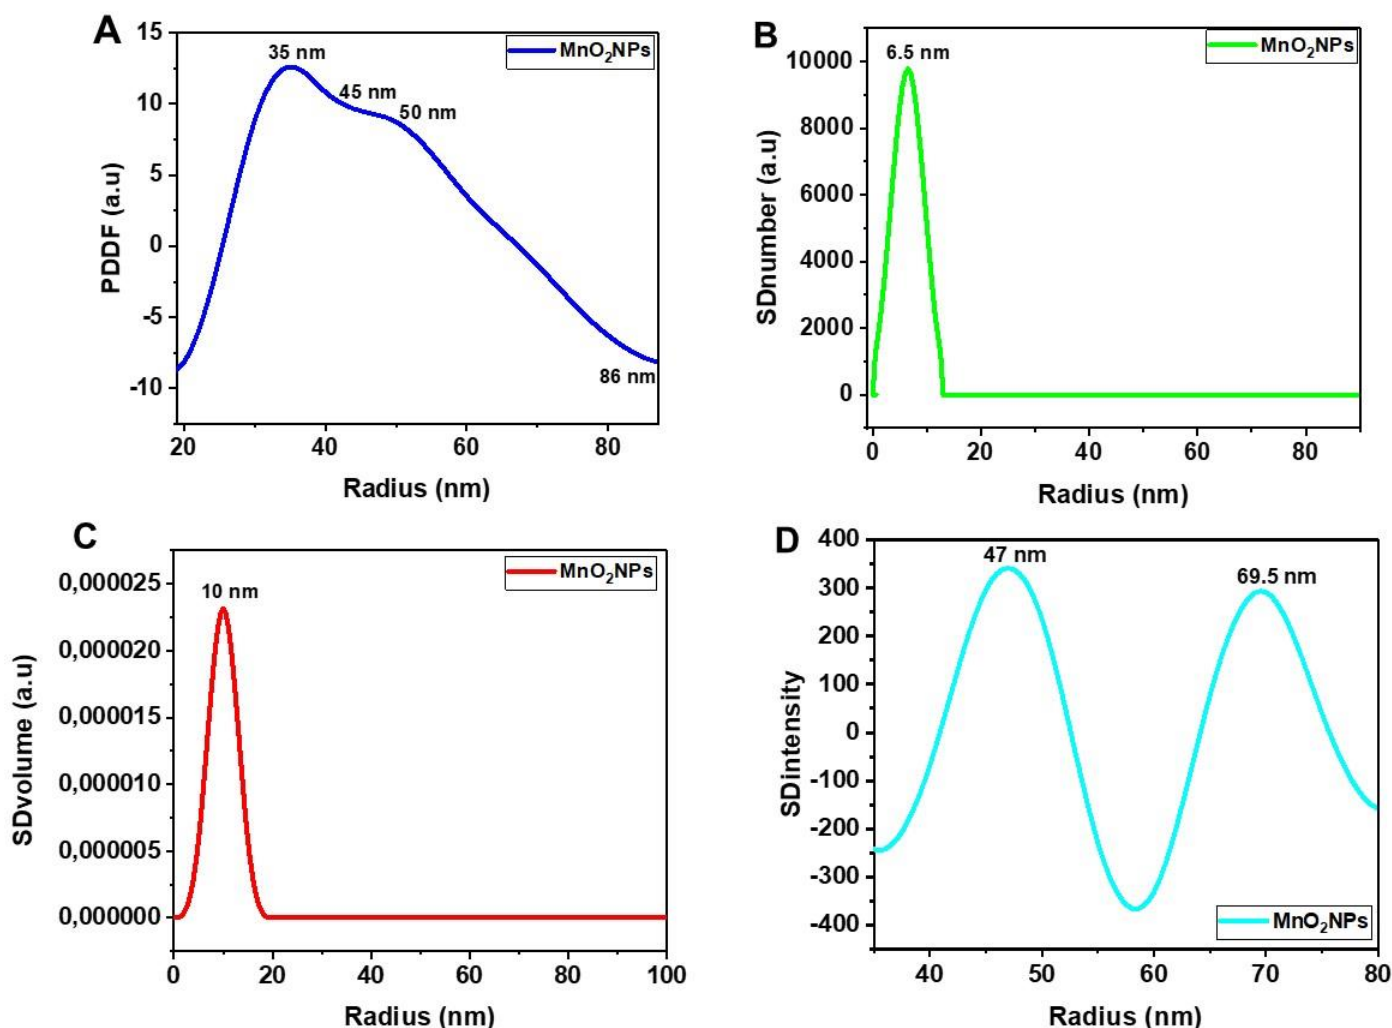 A
MnO₂NPs
35 nm
45 nm
50 nm
86 nm
15
10
5
0
-5
-10
PDDF (a.u)
20
40
60
80
Radius (nm)
B
MnO₂NPs
6.5 nm
10000
8000
6000
4000
2000
0
SDnumber (a.u)
0
20
40
60
80
Radius (nm)
C
MnO₂NPs
10 nm
0,000025
0,000020
0,000015
0,000010
0,000005
0,000000
SDvolume (a.u)
0
20
40
60
80
100
Radius (nm)
D
47 nm
69.5 nm
400
300
200
100
0
-100
-200
-300
-400
SDintensity
MnO₂NPs
40
50
60
70
80
Radius (nm)